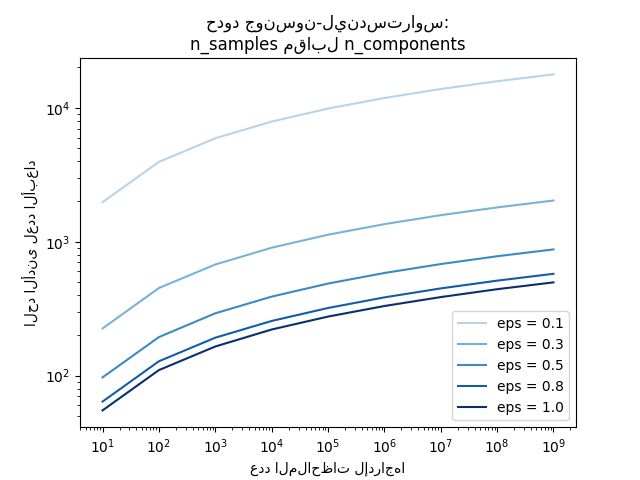 حدود جونسون-ليندستراوس:
n_samples مقابل n_components
الحد الأدنى لعدد الأبعاد
10^4
10^3
10^2
eps = 0.1
eps = 0.3
eps = 0.5
eps = 0.8
eps = 1.0
10^1 10^2 10^3 10^4 10^5 10^6 10^7 10^8 10^9
عدد الملاحظات لإدراجها